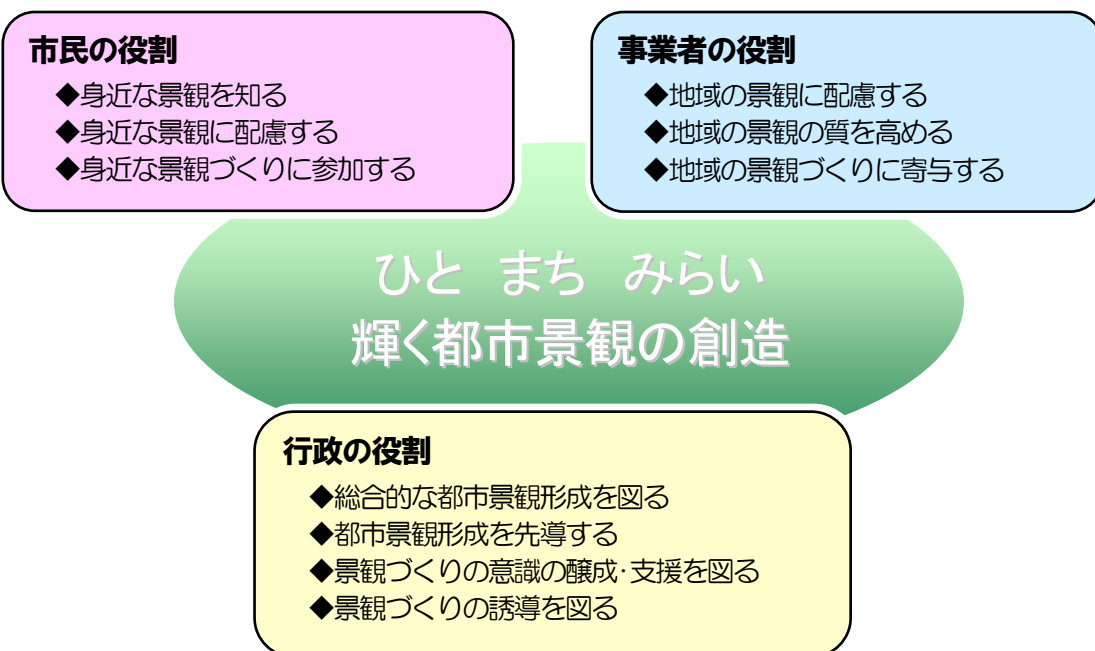 市民の役割
◆身近な景観を知る
◆身近な景観に配慮する
◆身近な景観づくりに参加する
事業者の役割
◆地域の景観に配慮する
◆地域の景観の質を高める
◆地域の景観づくりに寄与する
ひと まち みらい
輝く都市景観の創造
行政の役割
◆総合的な都市景観形成を図る
◆都市景観形成を先導する
◆景観づくりの意識の醸成・支援を図る
◆景観づくりの誘導を図る